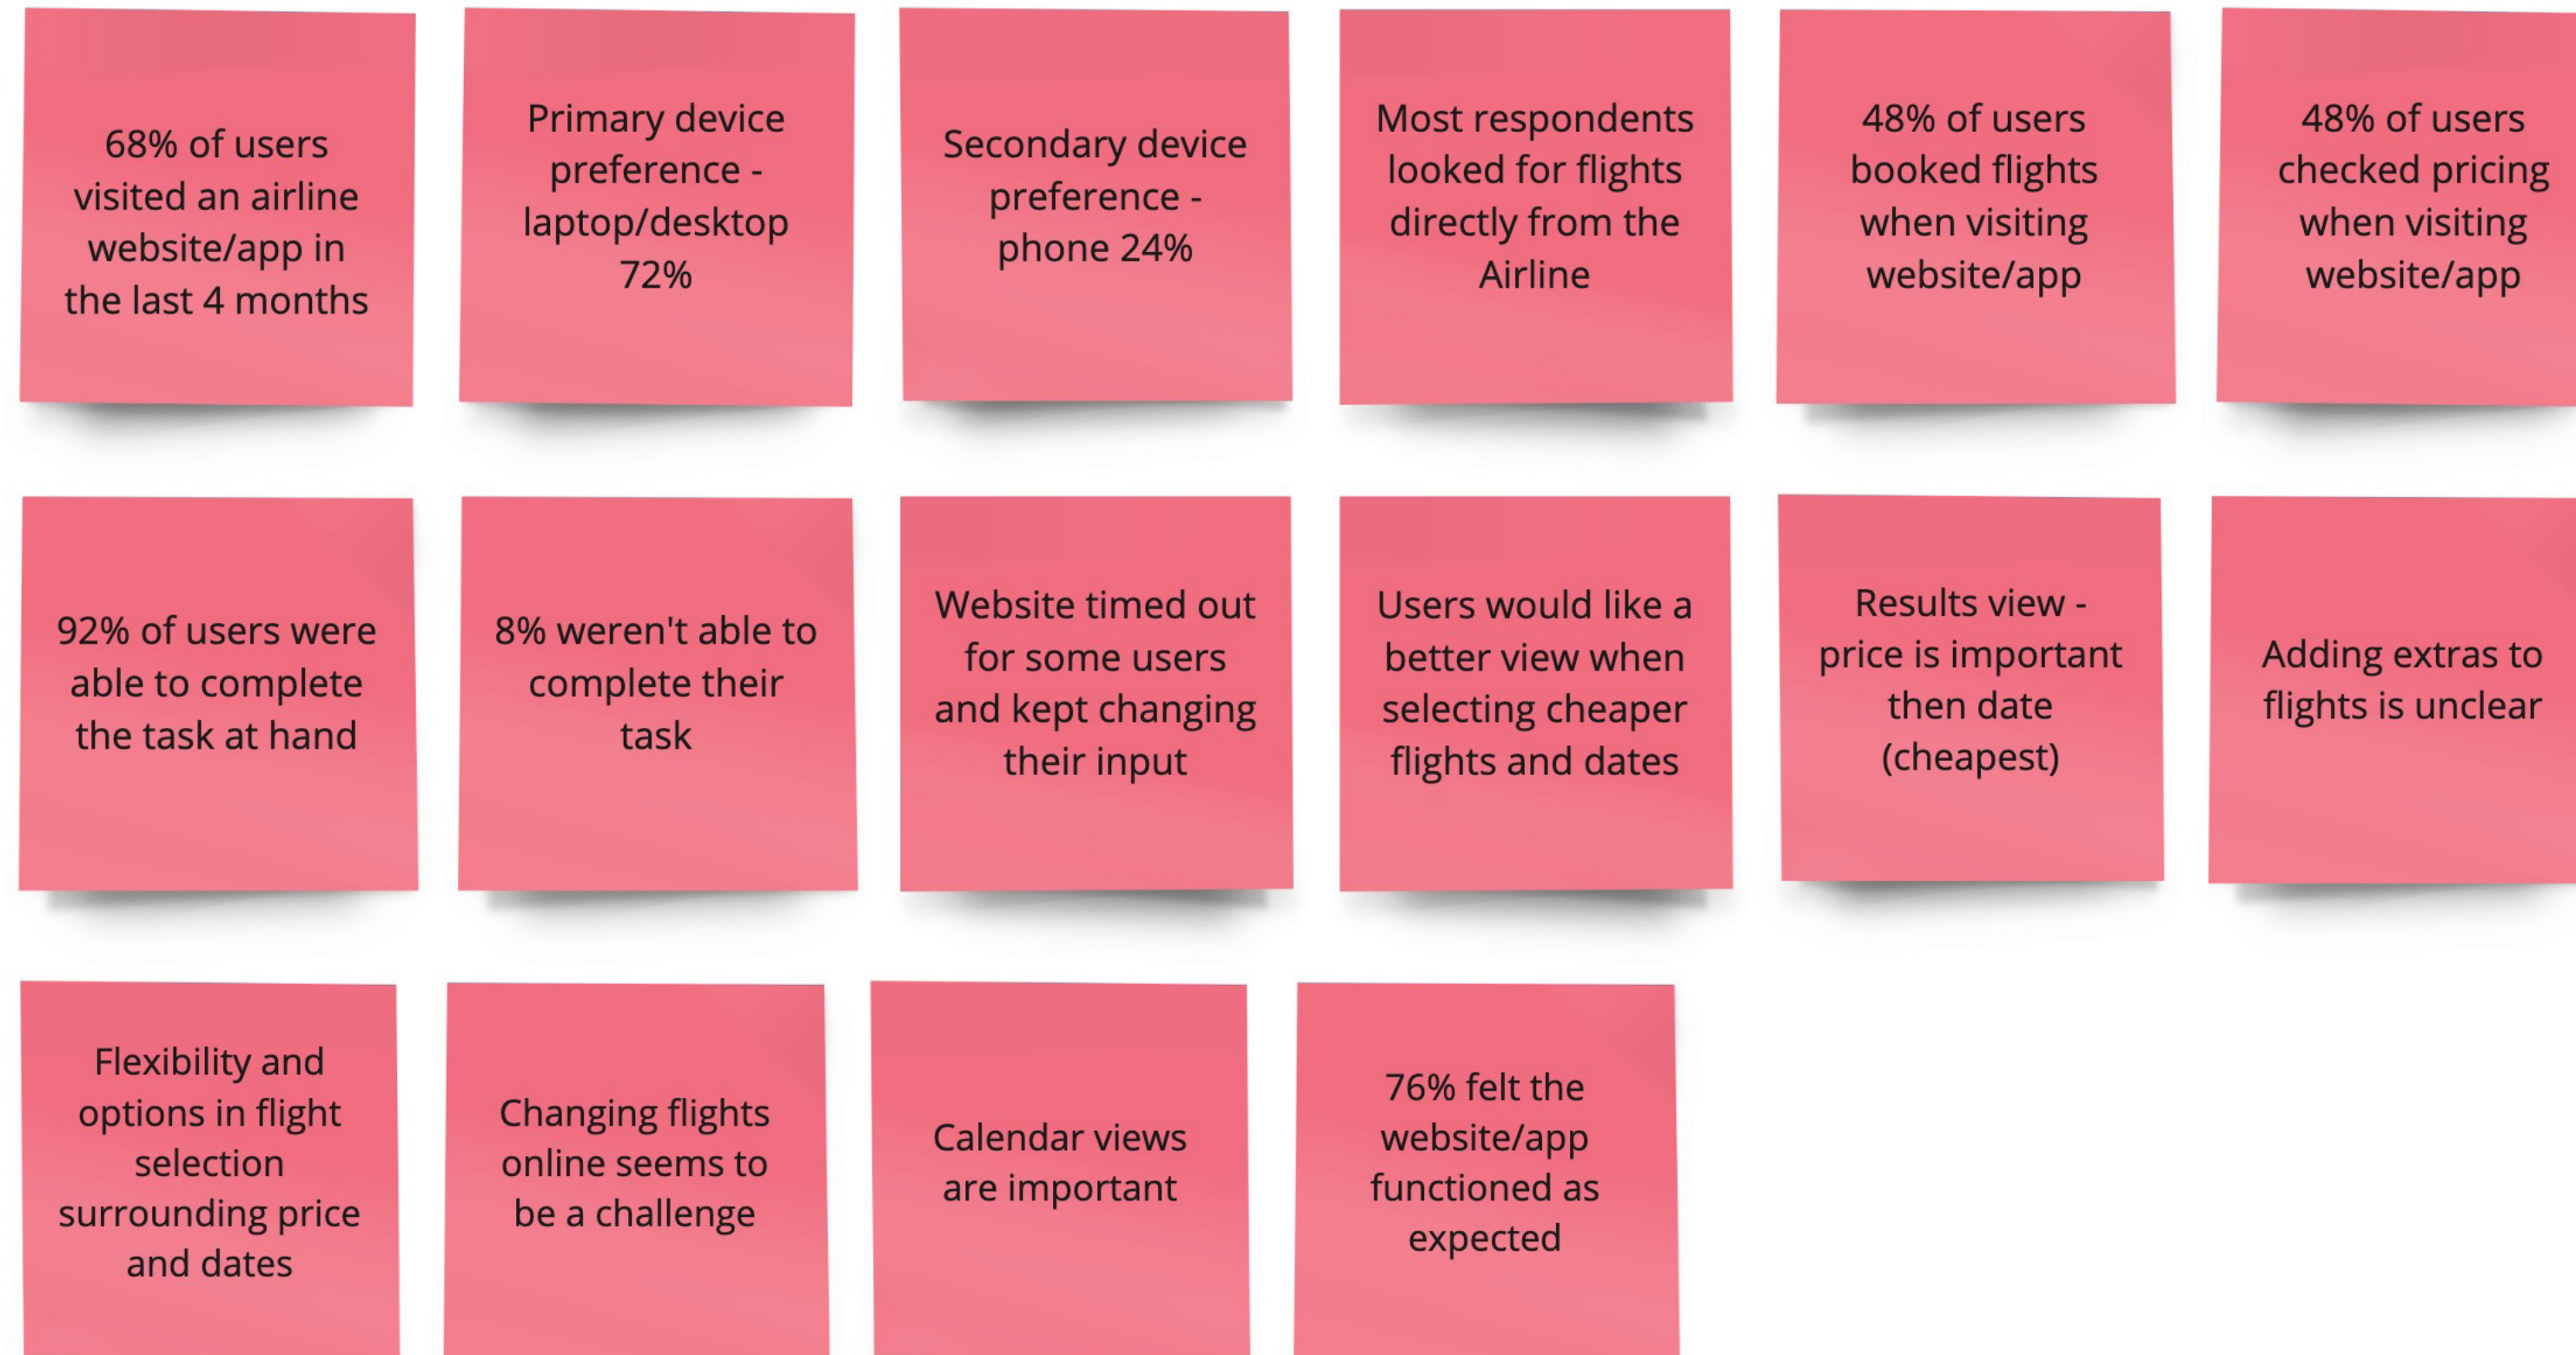 68% of users
visited an airline
website/app in
the last 4 months
Primary device
preference -
laptop/desktop
72%
Secondary device
preference -
phone 24%
Most respondents
looked for flights
directly from the
Airline
48% of users
booked flights
when visiting
website/app
48% of users
checked pricing
when visiting
website/app
92% of users were
able to complete
the task at hand
8% weren't able to
complete their
task
Website timed out
for some users
and kept changing
their input
Users would like a
better view when
selecting cheaper
flights and dates
Results view -
price is important
then date
(cheapest)
Adding extras to
flights is unclear
Flexibility and
options in flight
selection
surrounding price
and dates
Changing flights
online seems to
be a challenge
Calendar views
are important
76% felt the
website/app
functioned as
expected